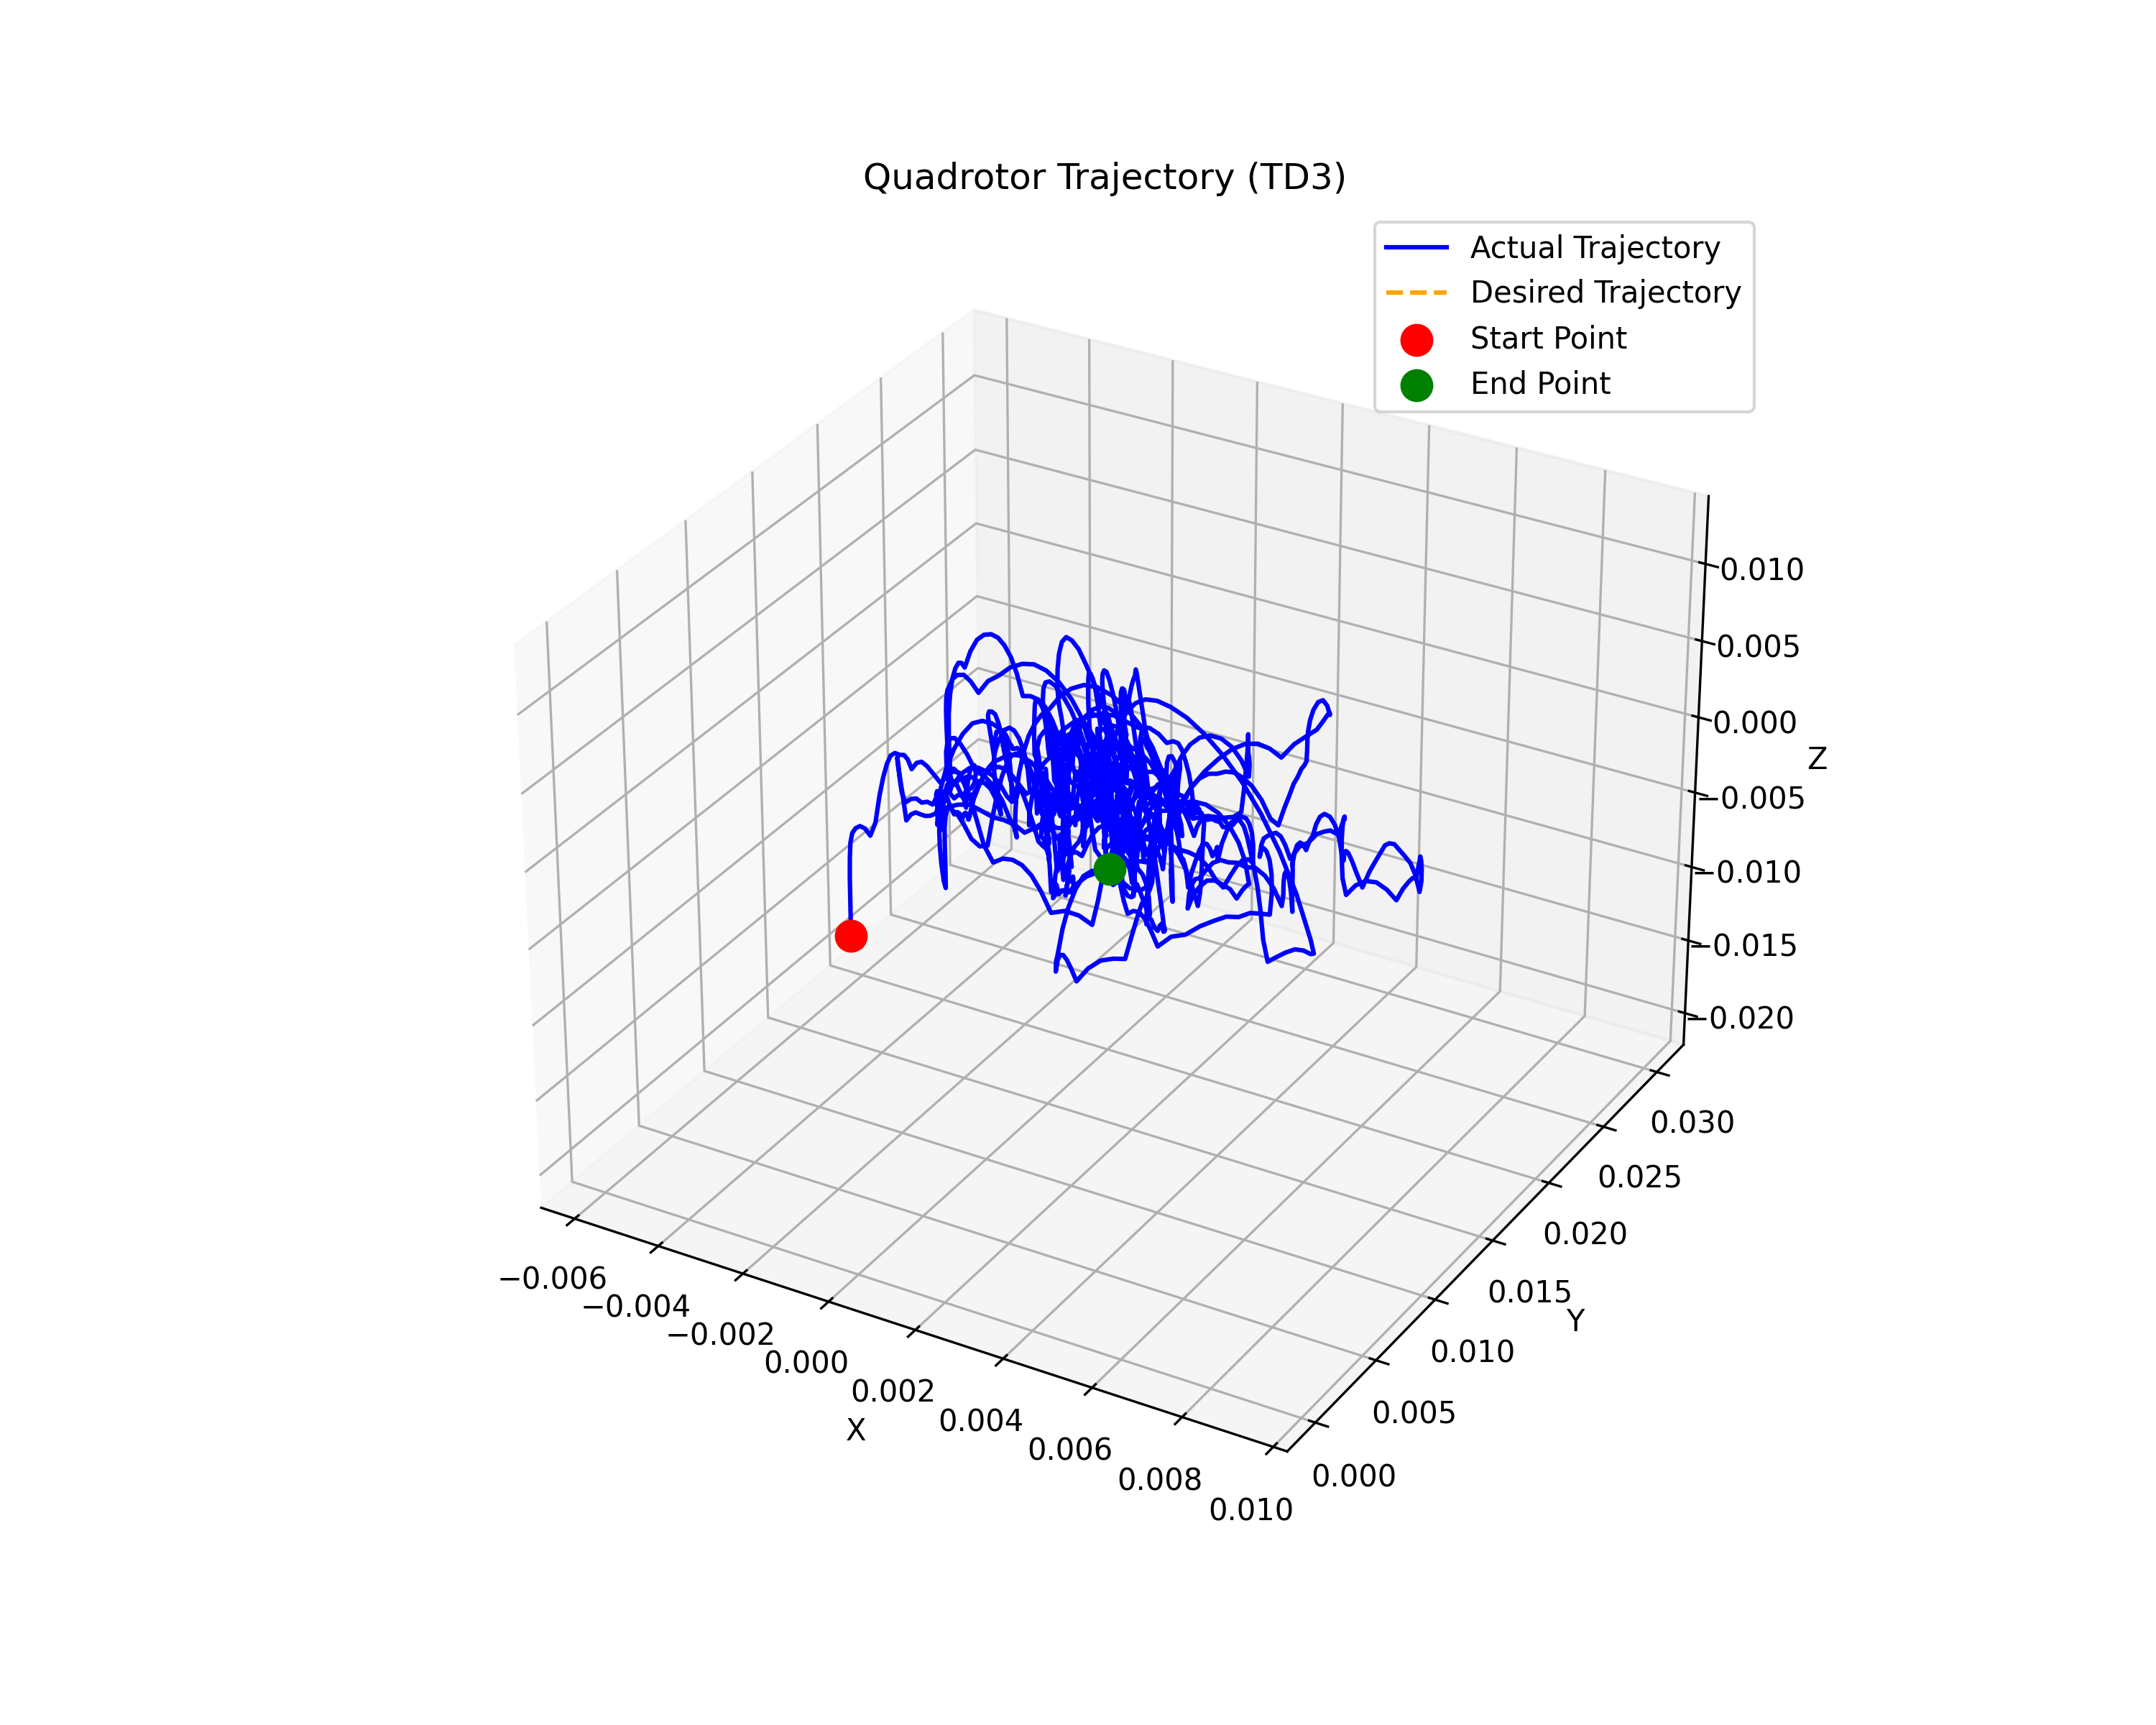 Quadrotor Trajectory (TD3)
Actual Trajectory
Desired Trajectory
Start Point
End Point
0.010
0.005
0.000
Z
−0.005
−0.010
−0.015
−0.020
0.030
0.025
0.020
0.015
Y
0.010
0.005
0.000
−0.006
−0.004
−0.002
0.000
0.002
X
0.004
0.006
0.008
0.010